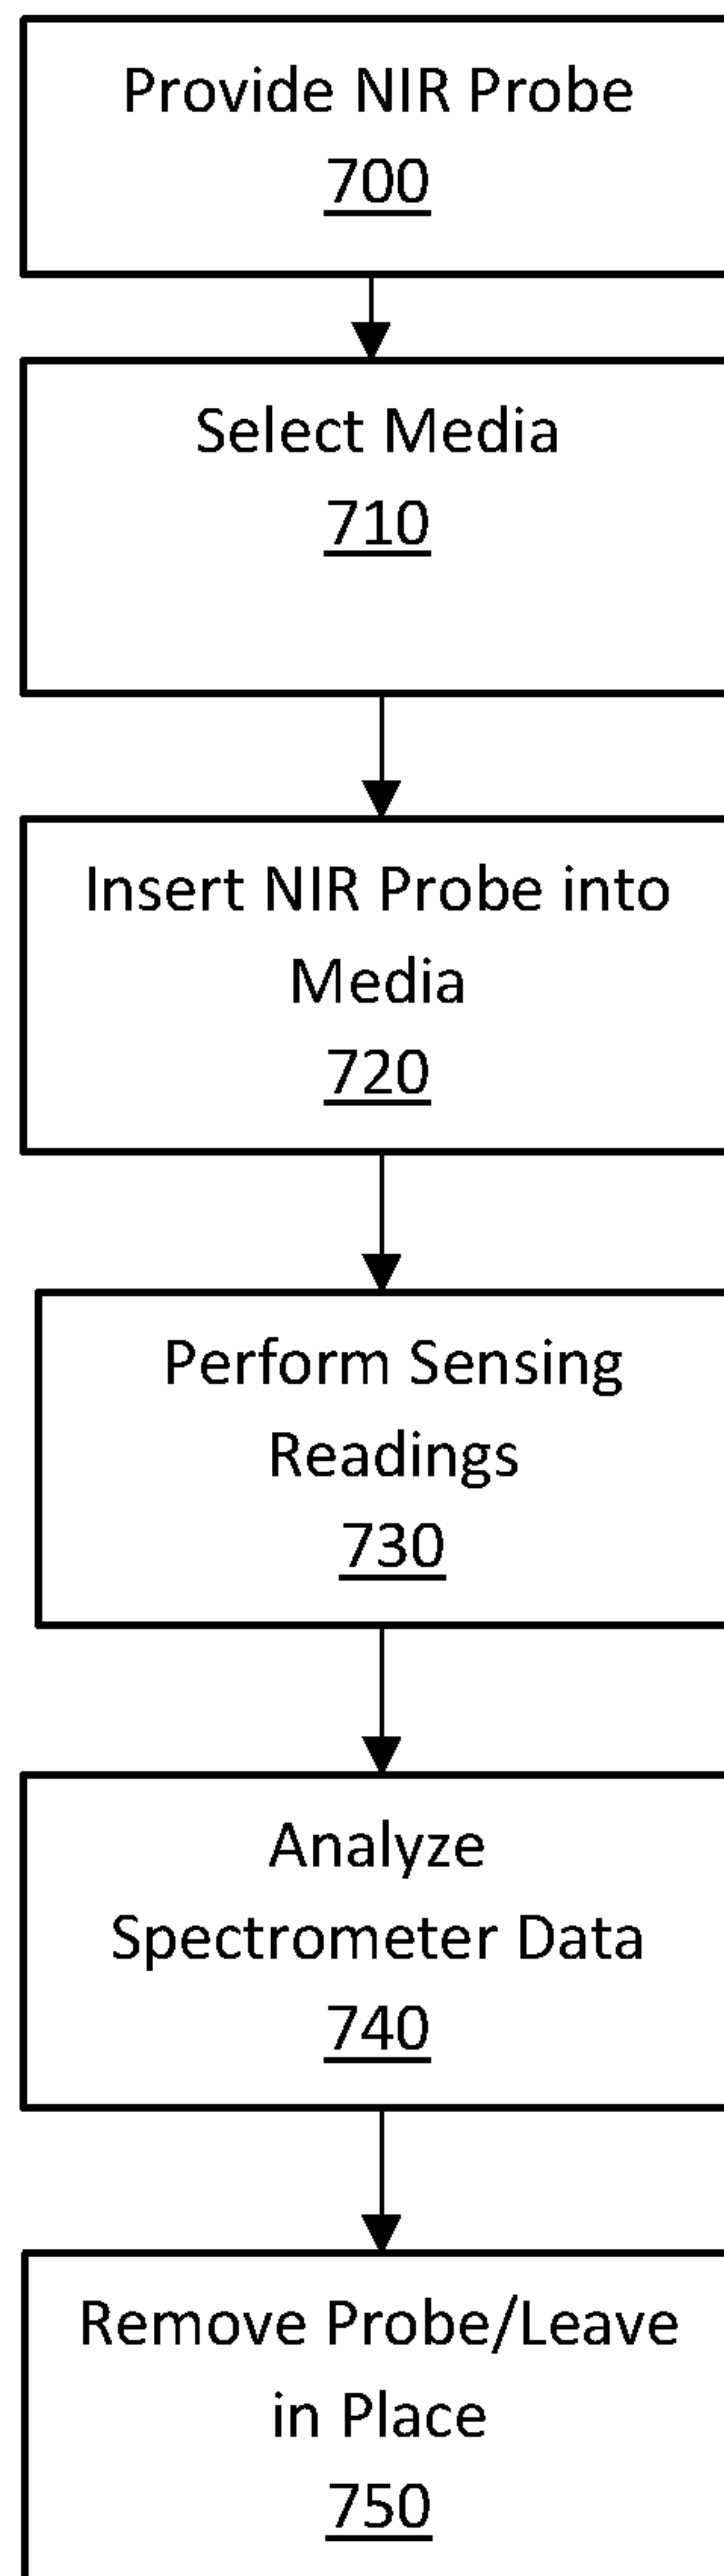 Provide NIR Probe
700
Select Media
710
Insert NIR Probe into
Media
720
Perform Sensing
Readings
730
Analyze
Spectrometer Data
740
Remove Probe/Leave
in Place
750